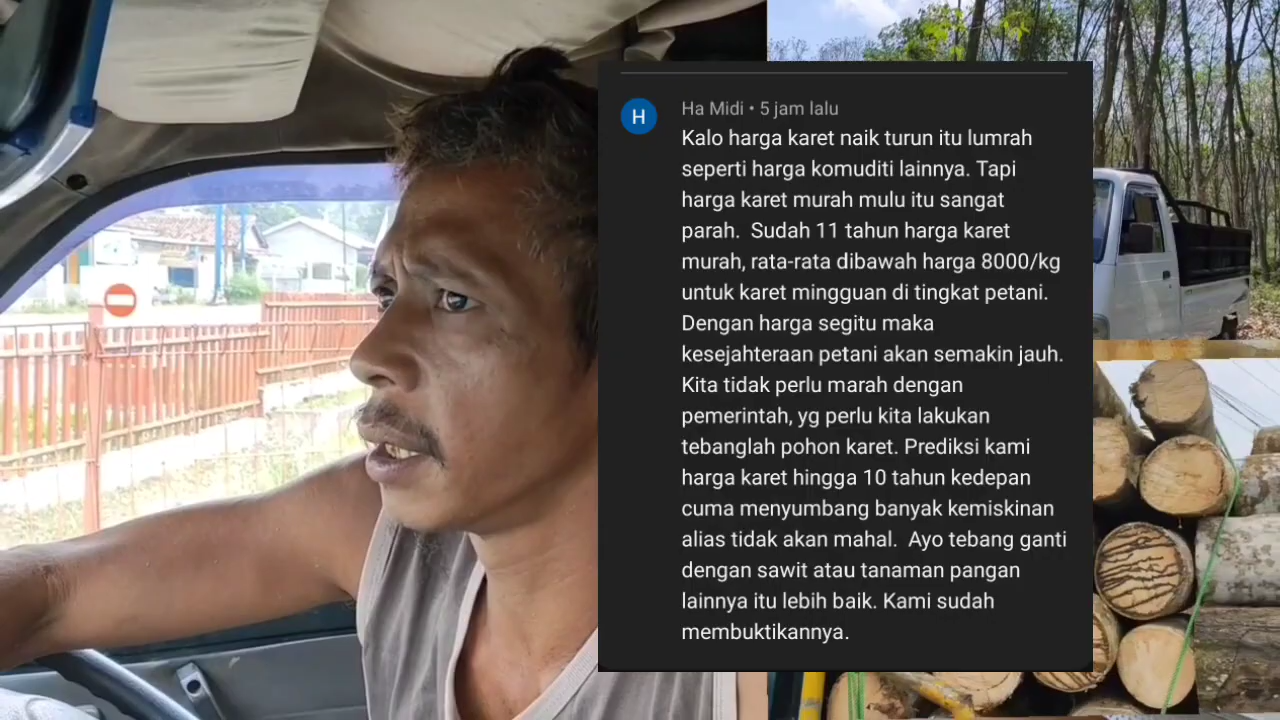 H
Ha Midi • 5 jam lalu
Kalo harga karet naik turun itu lumrah
seperti harga komuditi lainnya. Tapi
harga karet murah mulu itu sangat
parah.  Sudah 11 tahun harga karet
murah, rata-rata dibawah harga 8000/kg
untuk karet mingguan di tingkat petani.
Dengan harga segitu maka
kesejahteraan petani akan semakin jauh.
Kita tidak perlu marah dengan
pemerintah, yg perlu kita lakukan
tebanglah pohon karet. Prediksi kami
harga karet hingga 10 tahun kedepan
cuma menyumbang banyak kemiskinan
alias tidak akan mahal.  Ayo tebang ganti
dengan sawit atau tanaman pangan
lainnya itu lebih baik. Kami sudah
membuktikannya.